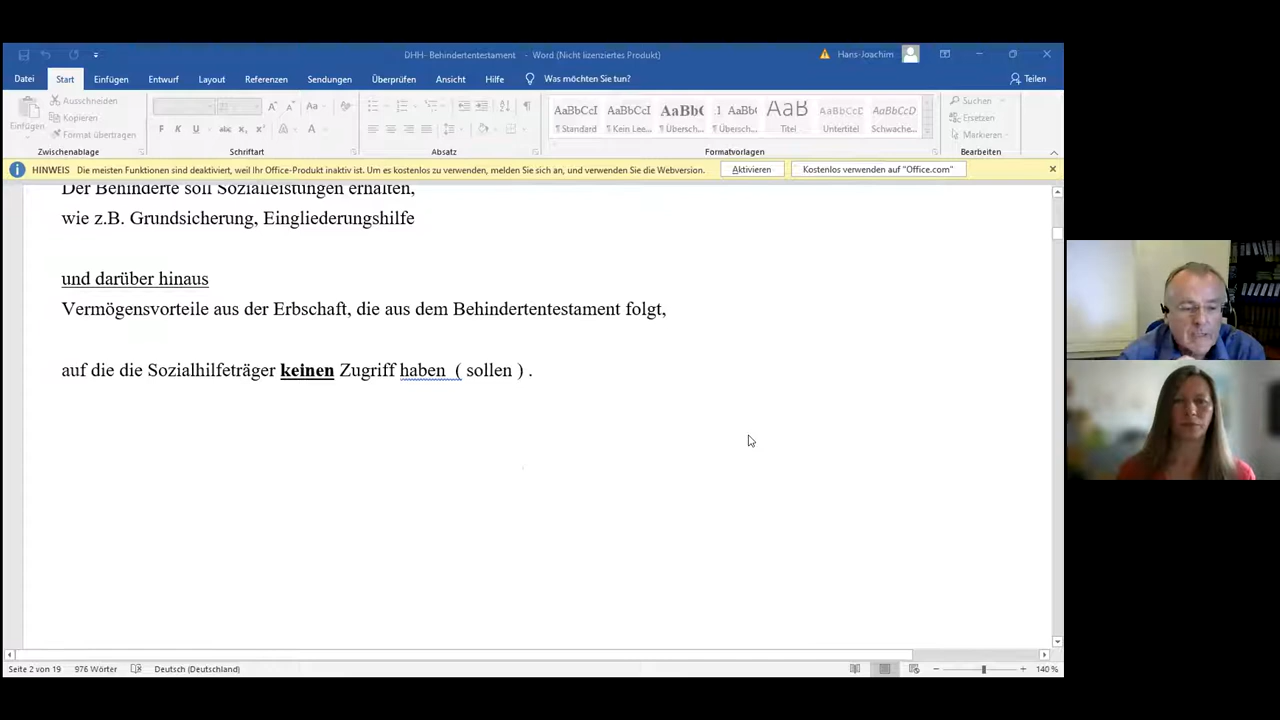 DHH- Behindertentestament - Word (Nicht lizenziertes Produkt)
Hans-Joachim
Datei Start Einfügen Entwurf Layout Referenzen Sendungen Überprüfen Ansicht Hilfe Was möchten Sie tun? Teilen
Einfügen
Ausschneiden
Kopieren
Format übertragen
Zwischenablage
F K U abc x₂ x² A A
A A Aa
Schriftart
Absatz
AaBbCcI AaBbCcI AaBbC 1 AaBb( AaB AaBbCcC AaBbCcD
¶ Standard ¶ Kein Lee... ¶ Übersch... ¶ Übersch... Titel Untertitel Schwache...
Formatvorlagen
Suchen
Ersetzen
Markieren
Bearbeiten
HINWEIS Die meisten Funktionen sind deaktiviert, weil Ihr Office-Produkt inaktiv ist. Um es kostenlos zu verwenden, melden Sie sich an, und verwenden Sie die Webversion. Aktivieren Kostenlos verwenden auf "Office.com"
Der Behinderte soll Sozialleistungen erhalten,
wie z.B. Grundsicherung, Eingliederungshilfe
und darüber hinaus
Vermögensvorteile aus der Erbschaft, die aus dem Behindertentestament folgt,
auf die die Sozialhilfeträger keinen Zugriff haben ( sollen ) .
Seite 2 von 19 976 Wörter Deutsch (Deutschland) 140 %